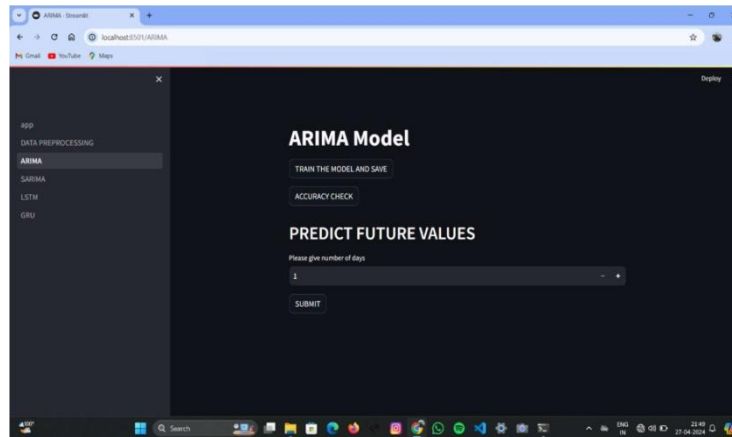 ARIMA · Streamlit
localhost:8501/ARIMA
Gmail YouTube Maps
Deploy
app
DATA PREPROCESSING
ARIMA
SARIMA
LSTM
GRU
ARIMA Model
TRAIN THE MODEL AND SAVE
ACCURACY CHECK
PREDICT FUTURE VALUES
Please give number of days
1
SUBMIT
Search
ENG
IN
21:49
27-04-2024